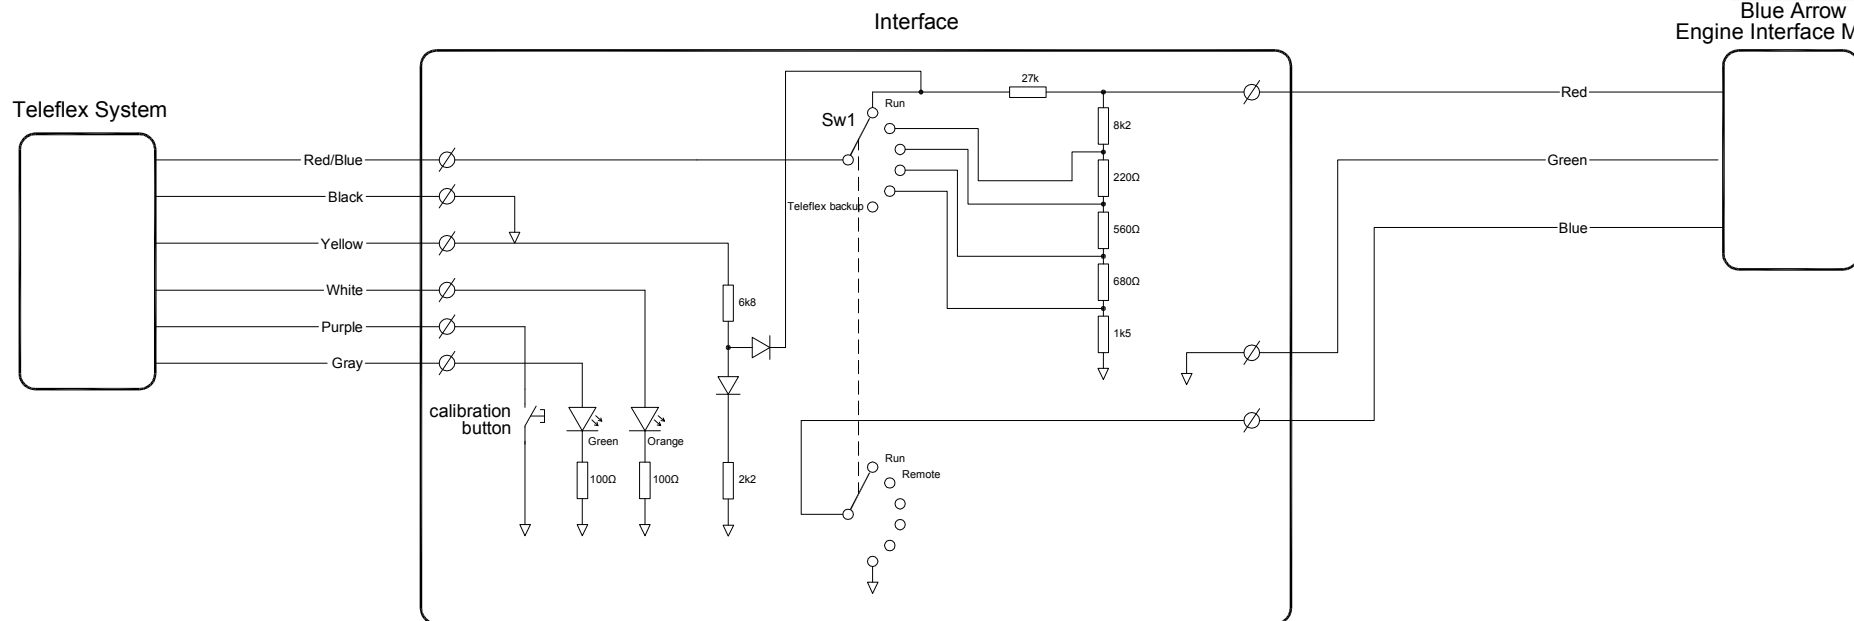 Interface
Blue Arrow
Engine Interface M
Teleflex System
27k
Red
Run
Sw1
8k2
Red/Blue
Green
220Ω
Black
Teleflex backup
Blue
560Ω
Yellow
680Ω
White
6k8
Purple
1k5
Gray
calibration
button
Green
Orange
Run
Remote
100Ω
100Ω
2k2